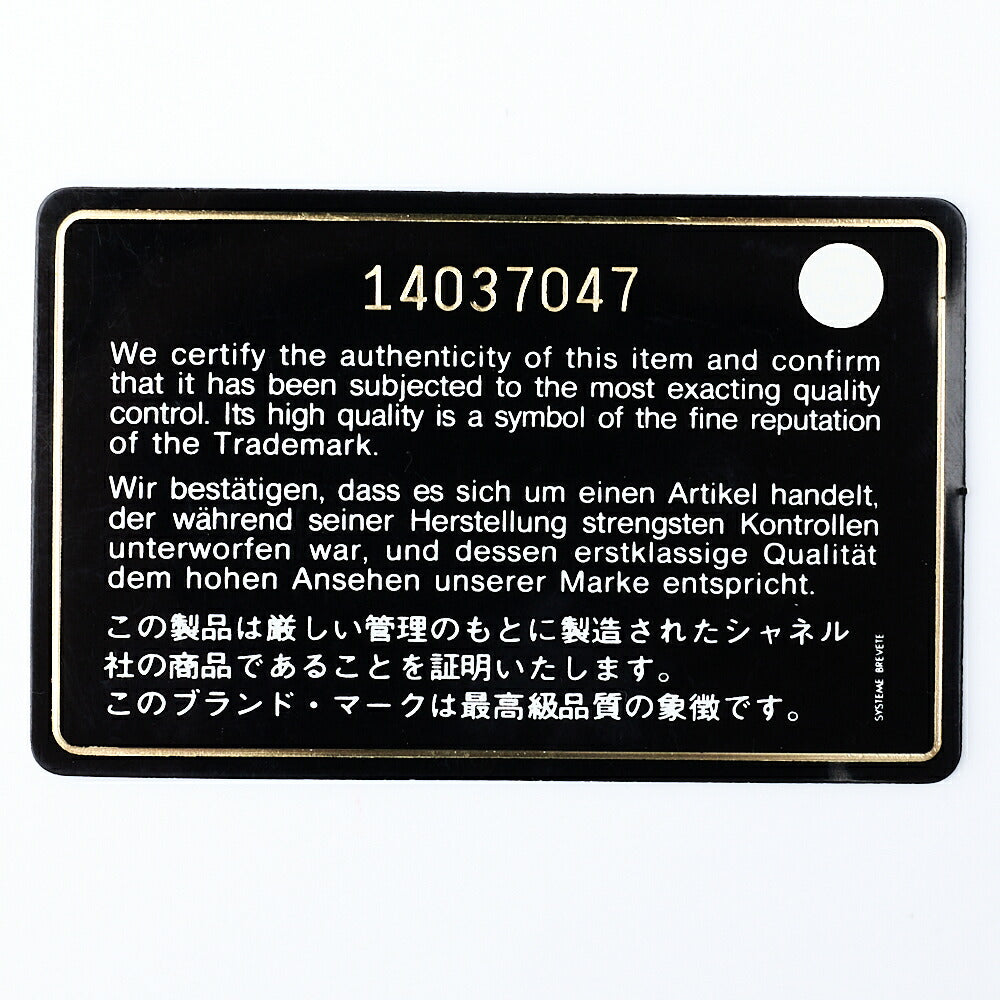 14037047
We certify the authenticity of this item and confirm
that it has been subjected to the most exacting quality
control. Its high quality is a symbol of the fine reputation
of the Trademark.
Wir bestätigen, dass es sich um einen Artikel handelt,
der während seiner Herstellung strengsten Kontrollen
unterworfen war, und dessen erstklassige Qualität
dem hohen Ansehen unserer Marke entspricht.
この製品は厳しい管理のもとに製造されたシャネル
社の商品であることを証明いたします。
このブランド・マークは最高級品質の象徴です。
SYSTEME BREVETE